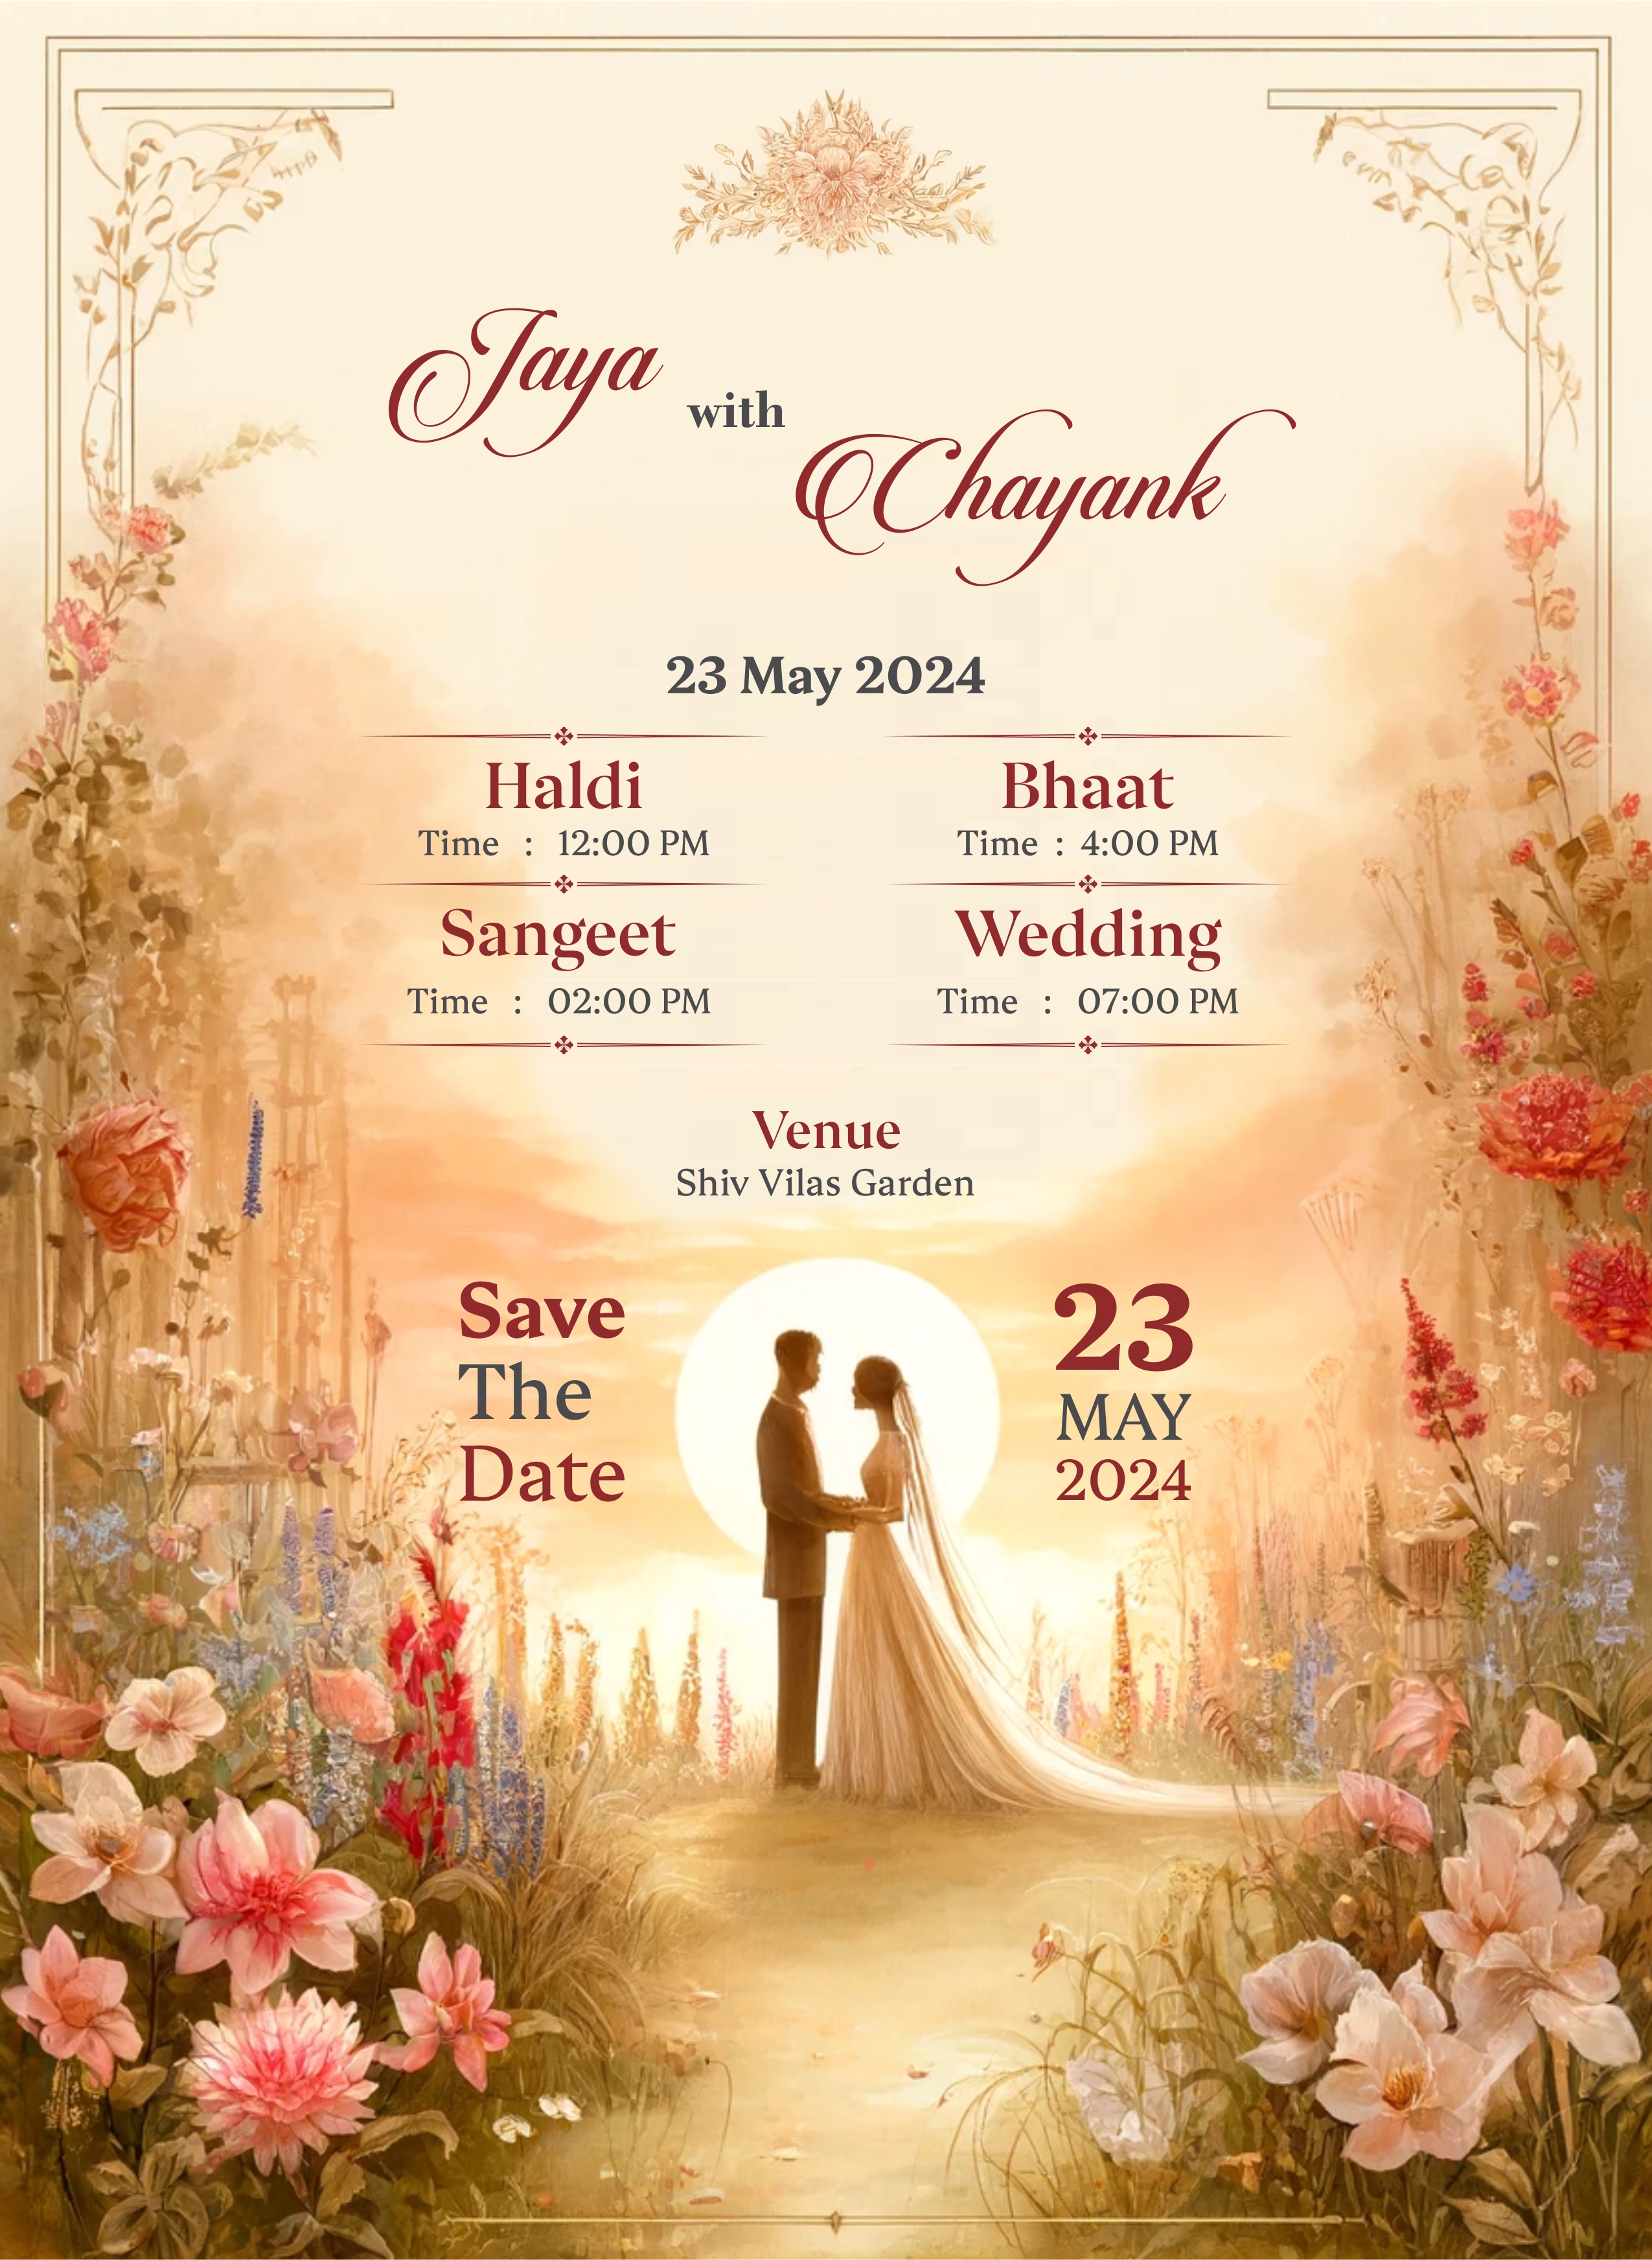 Jaya
with
Chayank
23 May 2024
Haldi
Time : 12:00 PM
Bhaat
Time : 4:00 PM
Sangeet
Time : 02:00 PM
Wedding
Time : 07:00 PM
Venue
Shiv Vilas Garden
Save
The
Date
23
MAY
2024